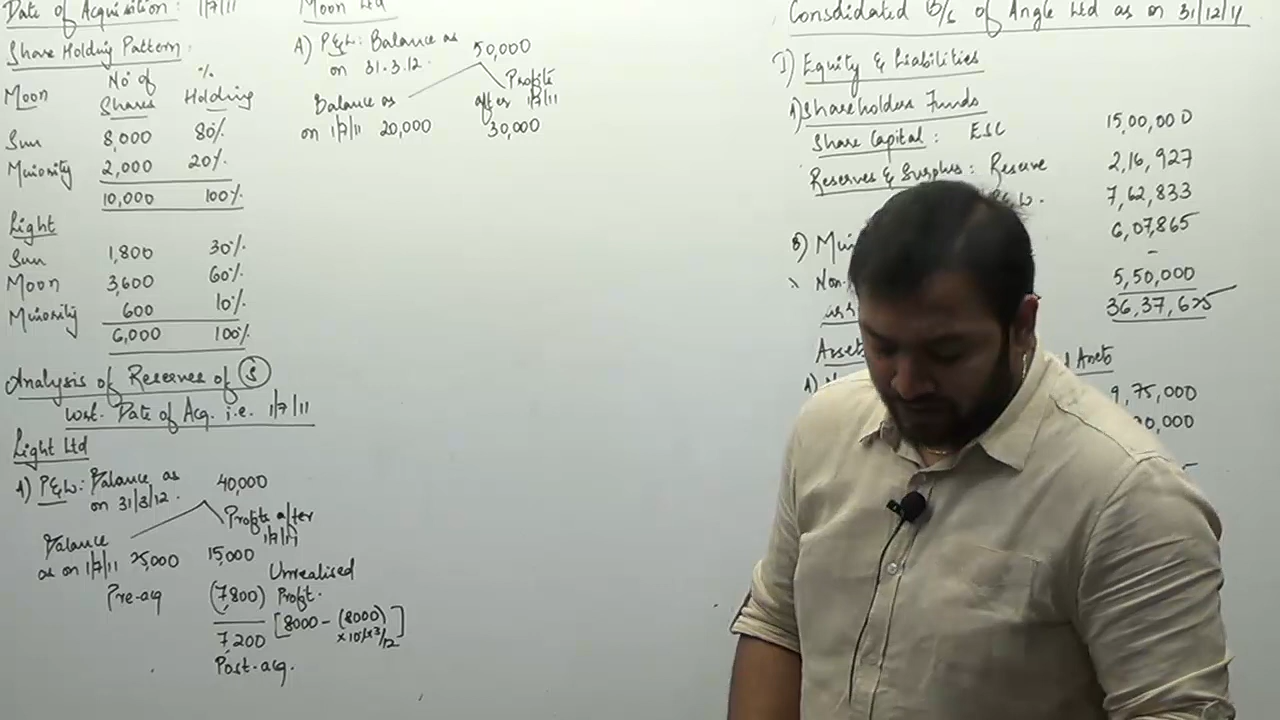 Date of Acquisition: 1/7/11
Share Holding Pattern:
Moon No of Shares % Holding
Sun 8,000 80%
Minority 2,000 20%
10,000 100%
Light
Sun 1,800 30%
Moon 3,600 60%
Minority 600 10%
6,000 100%
Analysis of Reserves of S
w.r.t. Date of Acq. i.e. 1/7/11
Light Ltd
1) P&L: Balance as on 31/3/12. 40,000
Balance as on 1/7/11 25,000
Profits after 1/7/11
15,000
Pre-acq
(7800) Unrealised Profit.
7,200 [8000 - (8000) × 10% × 3/12]
Post-acq.
Moon Ltd
A) P&L: Balance as on 31.3.12. 50,000
Balance as on 1/7/11 20,000
Profits after 1/7/11
30,000
Consolidated B/S of Angle Ltd as on 31/12/11
I) Equity & Liabilities
1) Shareholders Funds
Share Capital: ESC 15,00,000
Reserves & Surplus: Reserve 2,16,927
7,62,833
6,07,865
-
Non-
5,50,000
36,37,625
Assets
9,75,000